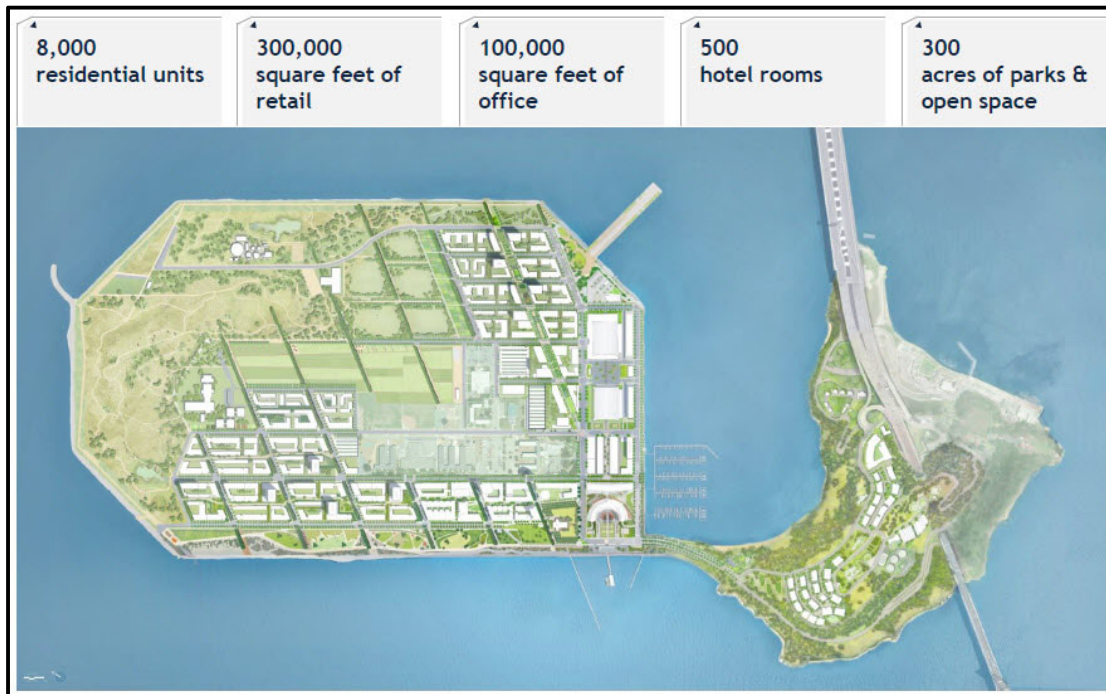 8,000
residential units
300,000
square feet of
retail
100,000
square feet of
office
500
hotel rooms
300
acres of parks &
open space